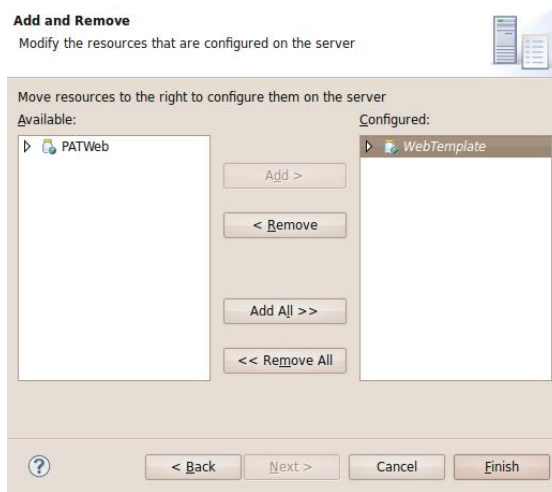 Add and Remove
Modify the resources that are configured on the server
Move resources to the right to configure them on the server
Available:
Configured:
PATWeb
WebTemplate
Add >
< Remove
Add All >>
<< Remove All
?
< Back
Next >
Cancel
Finish